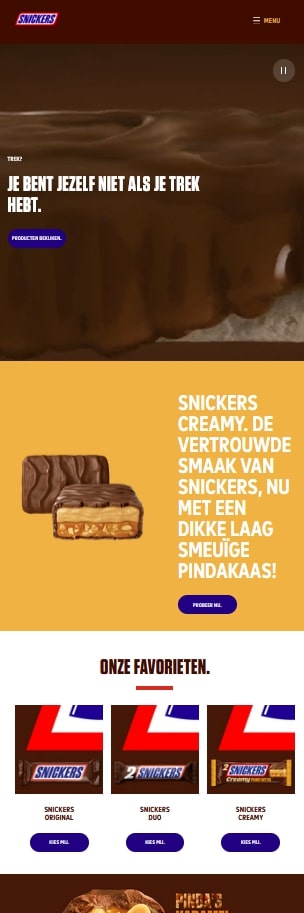 SNICKERS
MENU
TREK?
JE BENT JEZELF NIET ALS JE TREK
HEBT.
PRODUCTEN BEKIJKEN.
SNICKERS
CREAMY. DE
VERTROUWDE
SMAAK VAN
SNICKERS, NU
MET EEN
DIKKE LAAG
SMEUÏGE
PINDAKAAS!
PROBEER NU.
ONZE FAVORIETEN.
SNICKERS
2 SNICKERS
2 SNICKERS
SNICKERS
ORIGINAL
SNICKERS
DUO
SNICKERS
CREAMY
KIES MIJ.
KIES MIJ.
KIES MIJ.
PINDA'S